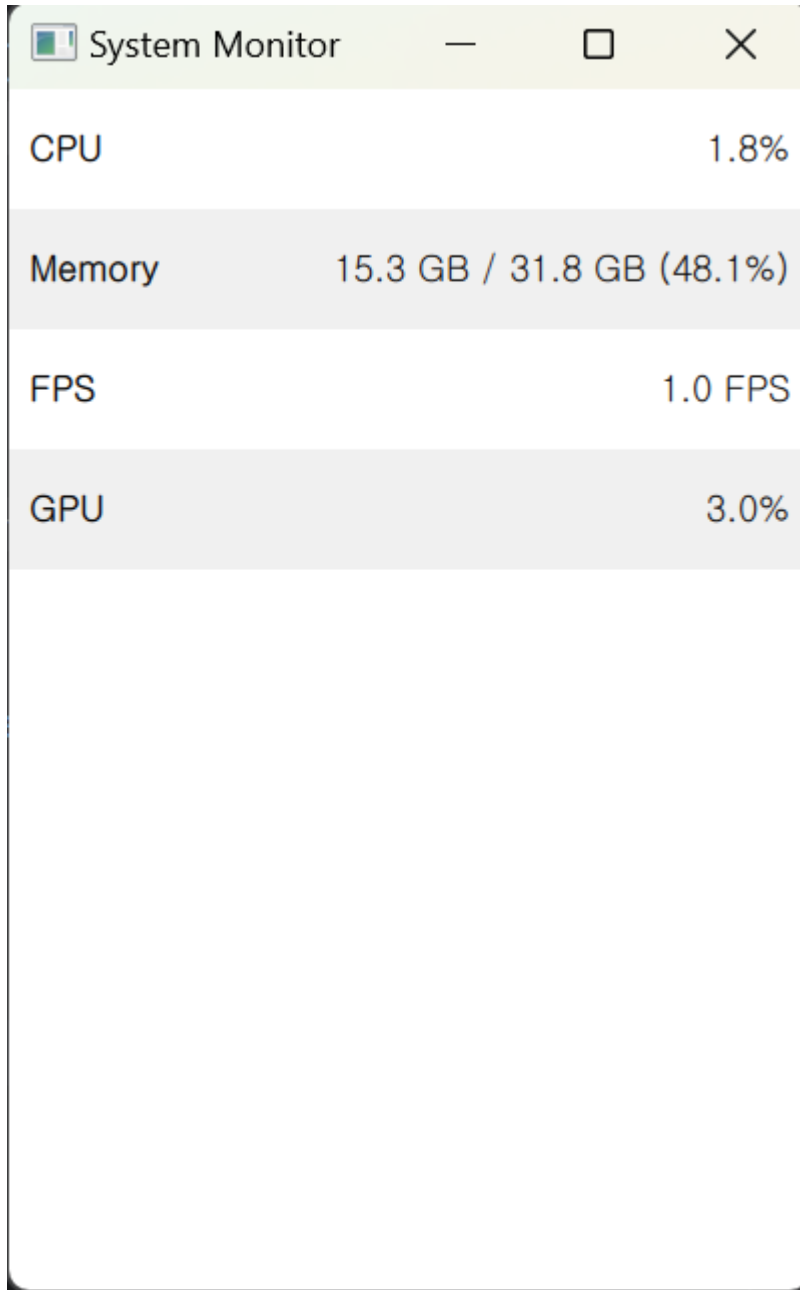 System Monitor
CPU 1.8%
Memory 15.3 GB / 31.8 GB (48.1%)
FPS 1.0 FPS
GPU 3.0%